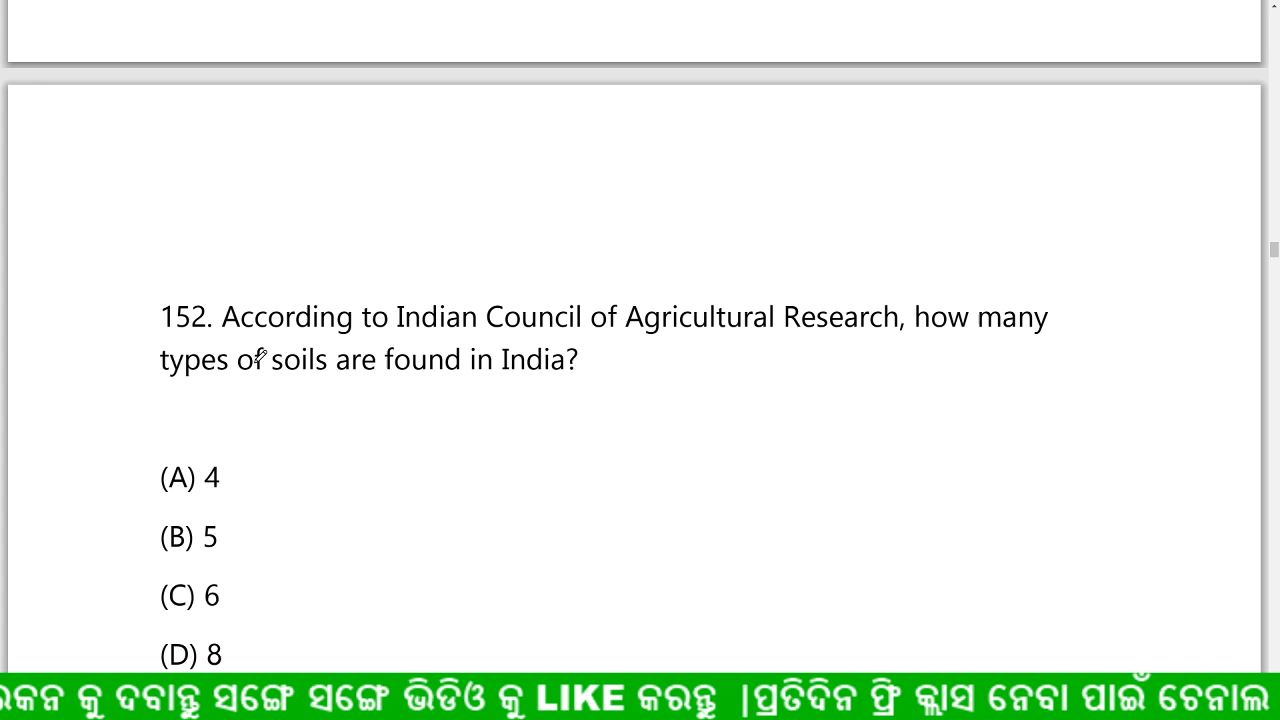 152. According to Indian Council of Agricultural Research, how many
types of soils are found in India?
(A) 4
(B) 5
(C) 6
(D) 8
କନ କୁ ଦବାନ୍ତୁ ସଙ୍ଗେ ସଙ୍ଗେ ଭିଡିଓ କୁ LIKE କରନ୍ତୁ |ପ୍ରତିଦିନ ଫ୍ରି କ୍ଲାସ ନେବା ପାଇଁ ଚେନାଲ